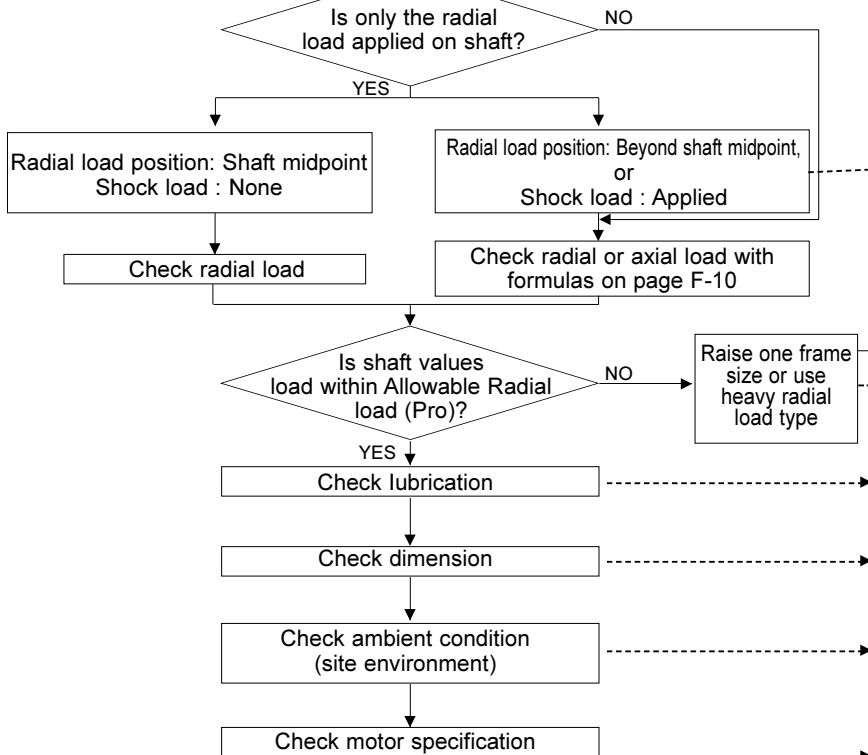 Is only the radial
load applied on shaft?
NO
YES
Radial load position: Shaft midpoint
Shock load : None
Radial load position: Beyond shaft midpoint,
or
Shock load : Applied
Check radial load
Check radial or axial load with
formulas on page F-10
Is shaft values
load within Allowable Radial
load (Pro)?
NO
Raise one frame
size or use
heavy radial
load type
YES
Check lubrication
Check dimension
Check ambient condition
(site environment)
Check motor specification